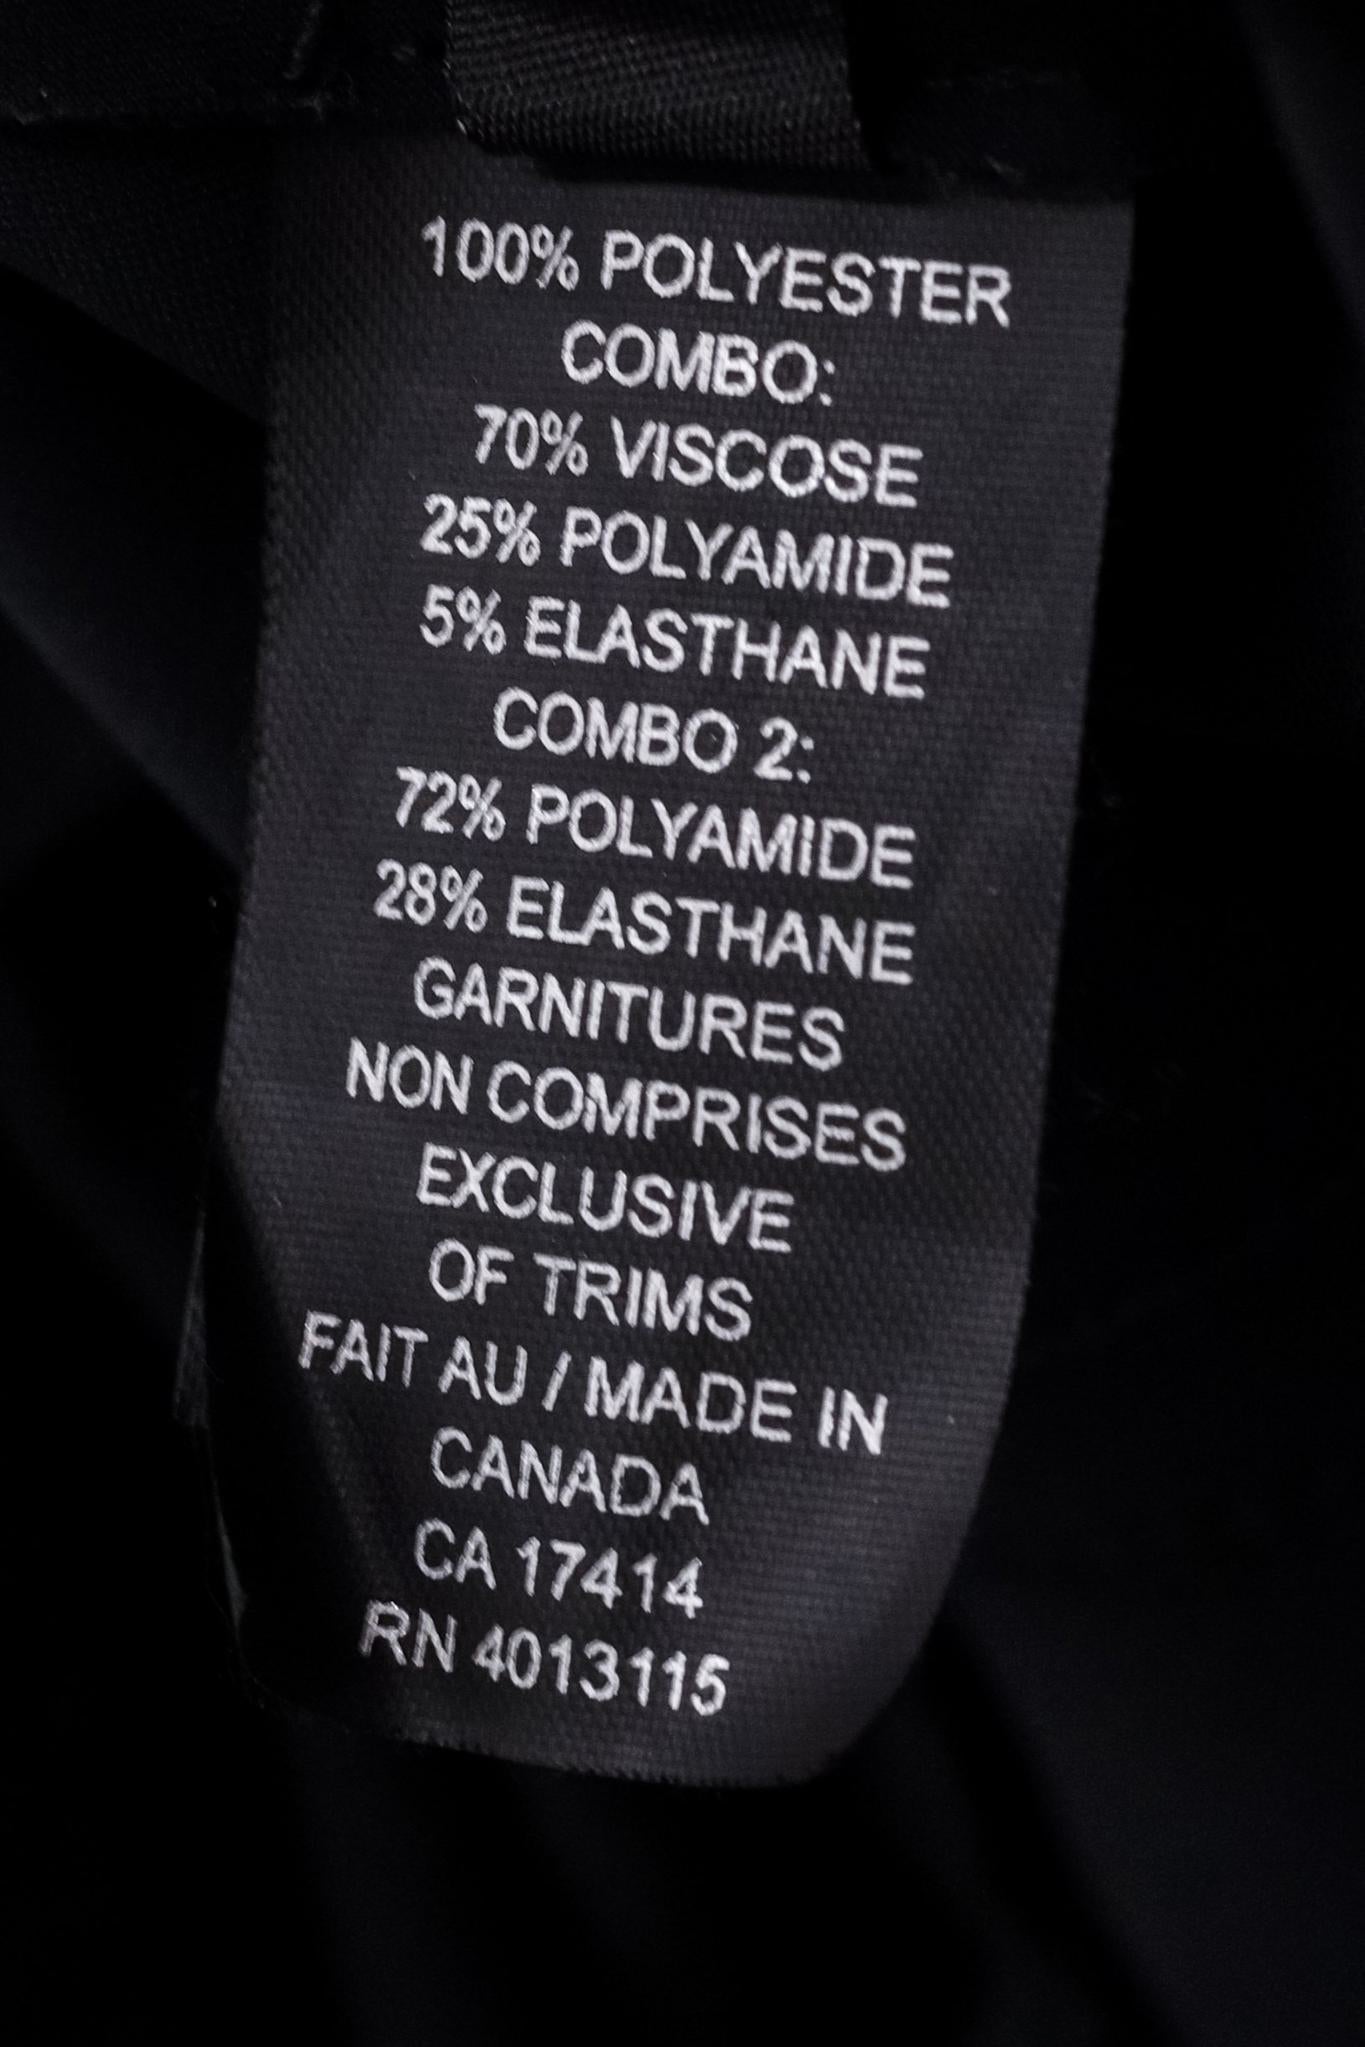 100% POLYESTER
COMBO:
70% VISCOSE
25% POLYAMIDE
5% ELASTHANE
COMBO 2:
72% POLYAMIDE
28% ELASTHANE
GARNITURES
NON COMPRISES
EXCLUSIVE
OF TRIMS
FAIT AU / MADE IN
CANADA
CA 17414
RN 4013115